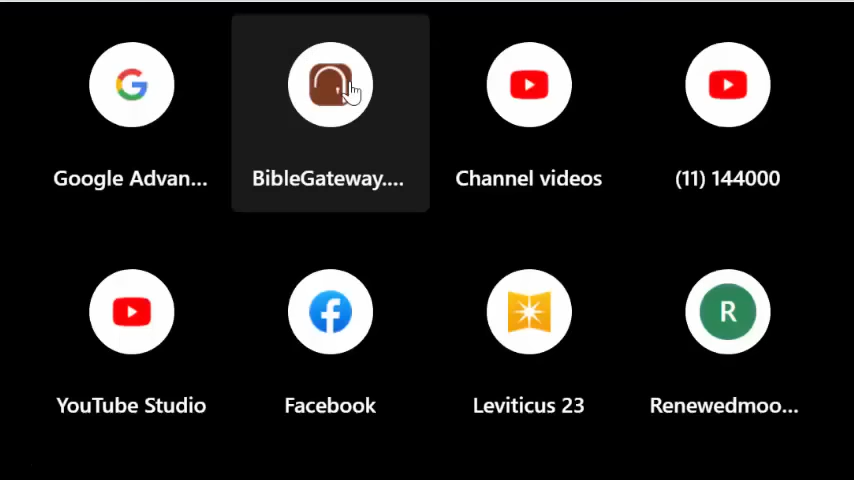 Google Advan...
BibleGateway....
Channel videos
(11) 144000
R
YouTube Studio
Facebook
Leviticus 23
Renewedmoo...